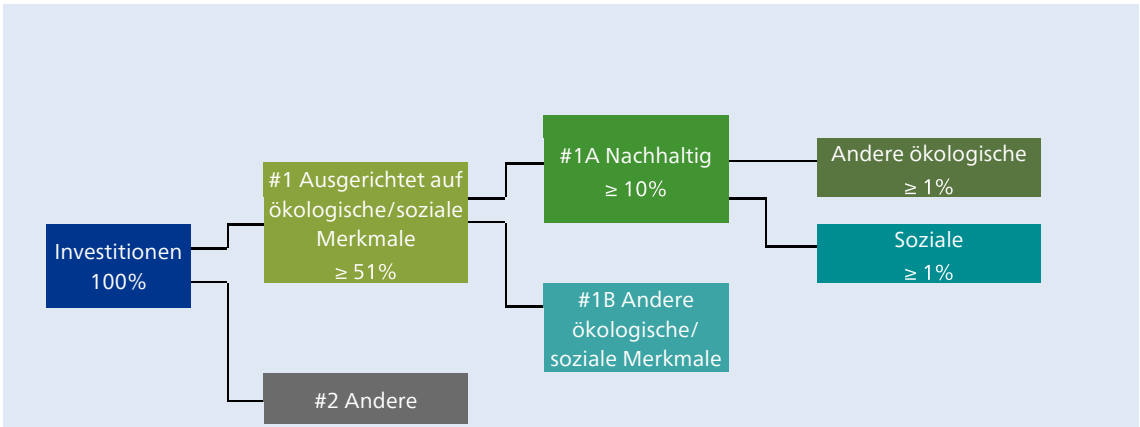 Investitionen
100%
#1 Ausgerichtet auf
ökologische/soziale
Merkmale
≥ 51%
#2 Andere
#1A Nachhaltig
≥ 10%
#1B Andere
ökologische/
soziale Merkmale
Andere ökologische
≥ 1%
Soziale
≥ 1%